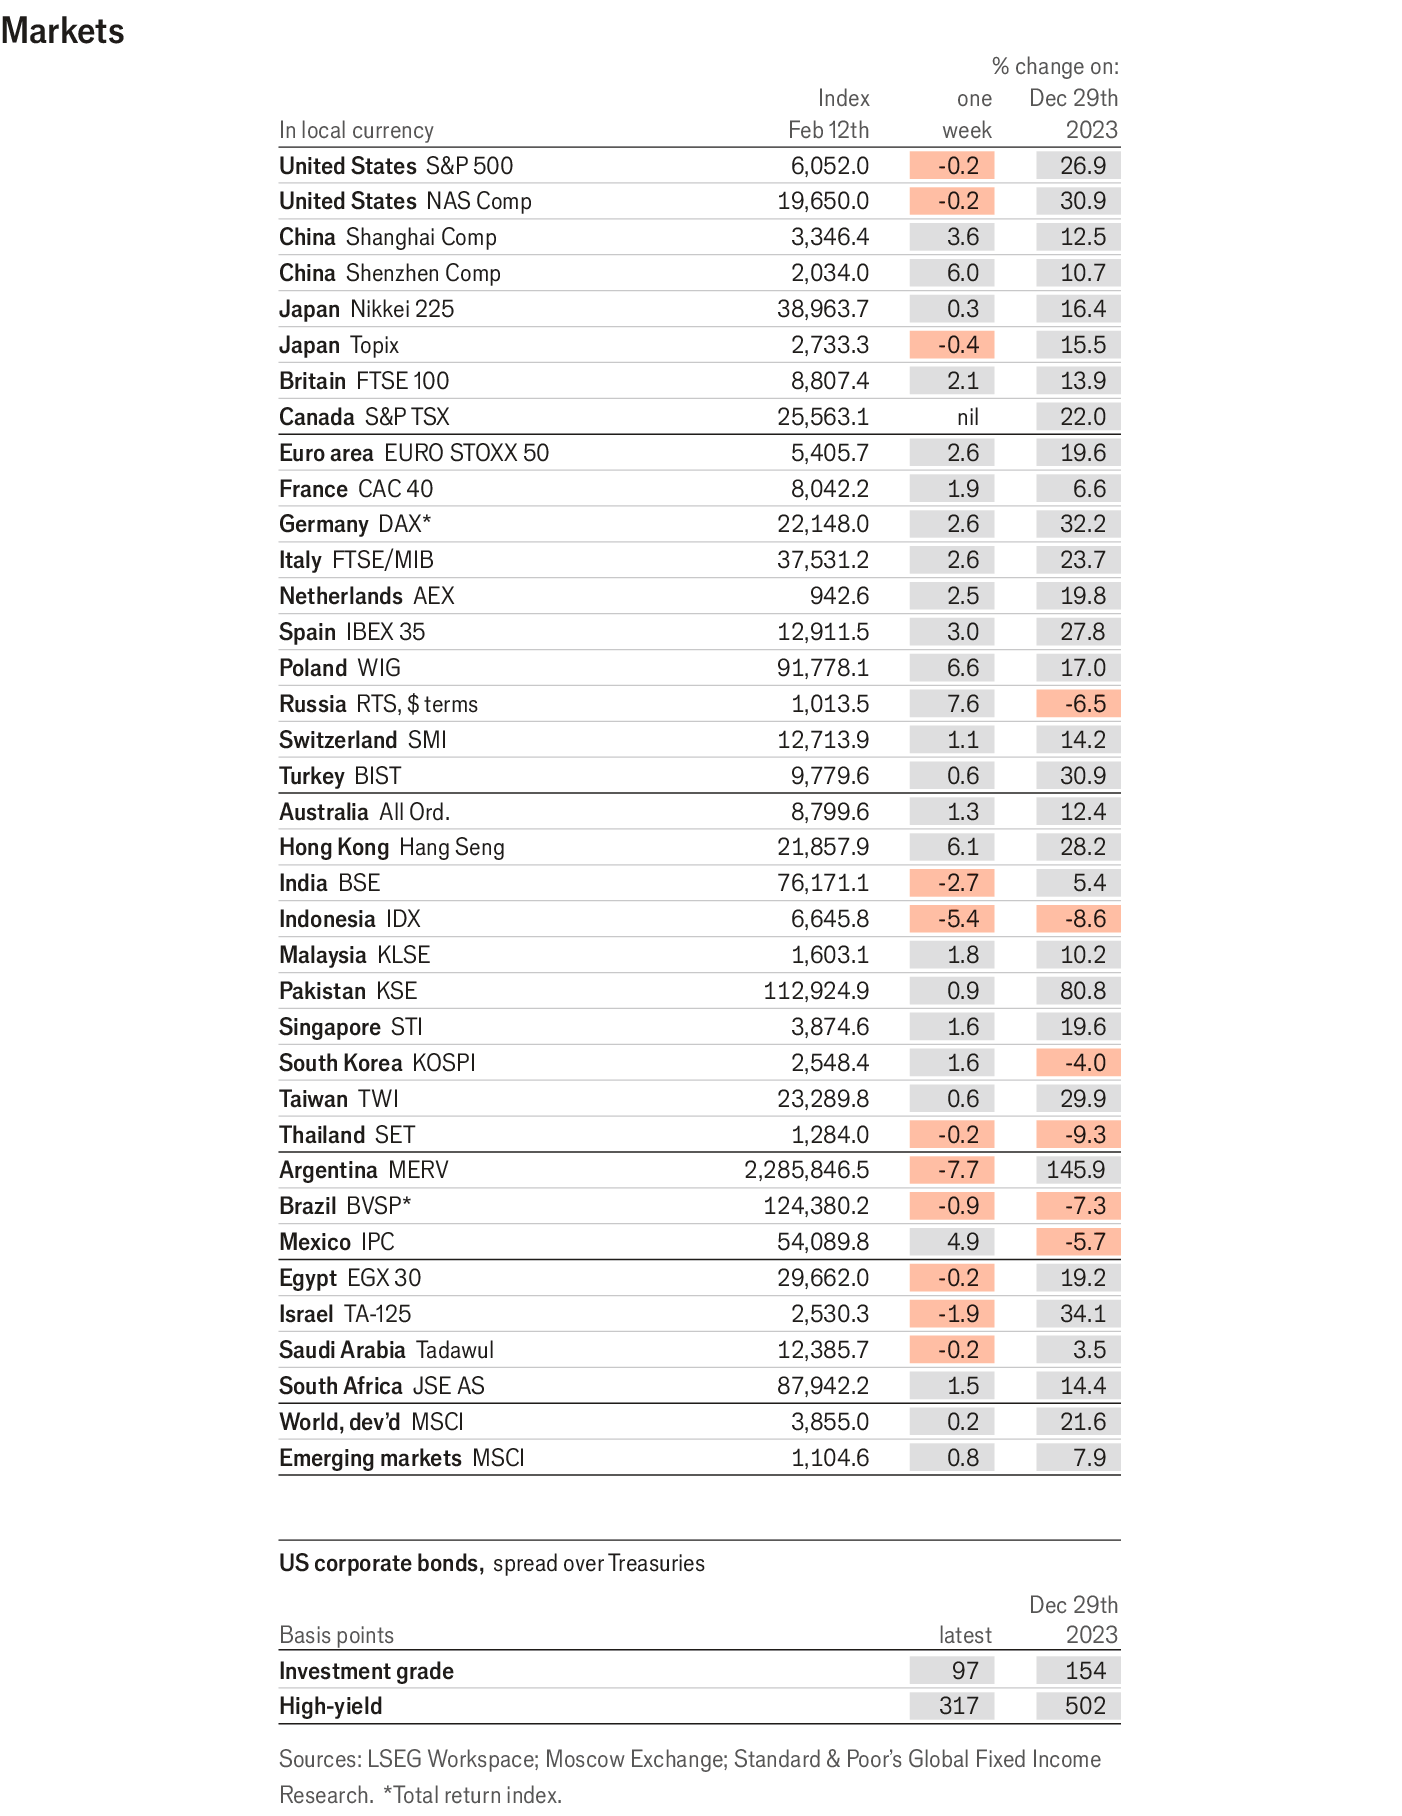 Markets
% change on:
Index one Dec 29th
In local currency Feb 12th week 2023
United States S&P 500 6,052.0 -0.2 26.9
United States NAS Comp 19,650.0 -0.2 30.9
China Shanghai Comp 3,346.4 3.6 12.5
China Shenzhen Comp 2,034.0 6.0 10.7
Japan Nikkei 225 38,963.7 0.3 16.4
Japan Topix 2,733.3 -0.4 15.5
Britain FTSE 100 8,807.4 2.1 13.9
Canada S&P TSX 25,563.1 nil 22.0
Euro area EURO STOXX 50 5,405.7 2.6 19.6
France CAC 40 8,042.2 1.9 6.6
Germany DAX* 22,148.0 2.6 32.2
Italy FTSE/MIB 37,531.2 2.6 23.7
Netherlands AEX 942.6 2.5 19.8
Spain IBEX 35 12,911.5 3.0 27.8
Poland WIG 91,778.1 6.6 17.0
Russia RTS, $ terms 1,013.5 7.6 -6.5
Switzerland SMI 12,713.9 1.1 14.2
Turkey BIST 9,779.6 0.6 30.9
Australia All Ord. 8,799.6 1.3 12.4
Hong Kong Hang Seng 21,857.9 6.1 28.2
India BSE 76,171.1 -2.7 5.4
Indonesia IDX 6,645.8 -5.4 -8.6
Malaysia KLSE 1,603.1 1.8 10.2
Pakistan KSE 112,924.9 0.9 80.8
Singapore STI 3,874.6 1.6 19.6
South Korea KOSPI 2,548.4 1.6 -4.0
Taiwan TWI 23,289.8 0.6 29.9
Thailand SET 1,284.0 -0.2 -9.3
Argentina MERV 2,285,846.5 -7.7 145.9
Brazil BVSP* 124,380.2 -0.9 -7.3
Mexico IPC 54,089.8 4.9 -5.7
Egypt EGX 30 29,662.0 -0.2 19.2
Israel TA-125 2,530.3 -1.9 34.1
Saudi Arabia Tadawul 12,385.7 -0.2 3.5
South Africa JSE AS 87,942.2 1.5 14.4
World, dev’d MSCI 3,855.0 0.2 21.6
Emerging markets MSCI 1,104.6 0.8 7.9
US corporate bonds, spread over Treasuries
Dec 29th
Basis points latest 2023
Investment grade 97 154
High-yield 317 502
Sources: LSEG Workspace; Moscow Exchange; Standard & Poor’s Global Fixed Income
Research. *Total return index.